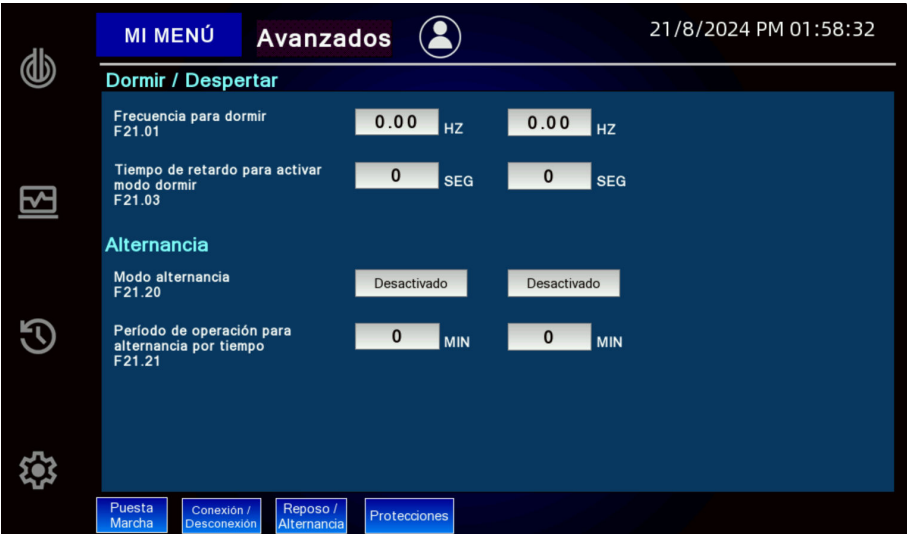 MI MENÚ Avanzados 21/8/2024 PM 01:58:32
Dormir / Despertar
Frecuencia para dormir
F21.01
0.00 HZ 0.00 HZ
Tiempo de retardo para activar
modo dormir
F21.03
0 SEG 0 SEG
Alternancia
Modo alternancia
F21.20
Desactivado Desactivado
Período de operación para
alternancia por tiempo
F21.21
0 MIN 0 MIN
Puesta
Marcha
Conexión /
Desconexión
Reposo /
Alternancia
Protecciones